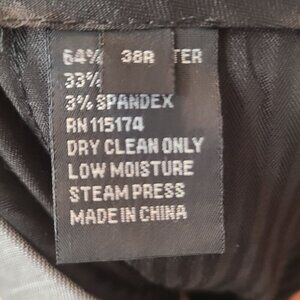 64% 38R TER
33%
3% SPANDEX
RN 115174
DRY CLEAN ONLY
LOW MOISTURE
STEAM PRESS
MADE IN CHINA